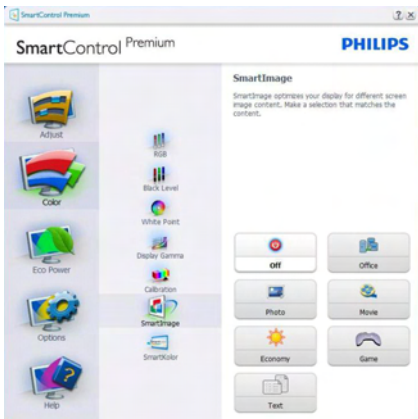 SmartControl Premium
SmartControl Premium
PHILIPS
Adjust
Color
Eco Power
Options
Help
RGB
Black Level
White Point
Display Gamma
Calibration
SmartImage
SmartKolor
SmartImage
SmartImage optimizes your display for different screen
image content. Make a selection that matches the
content.
Off
Office
Photo
Movie
Economy
Game
Text